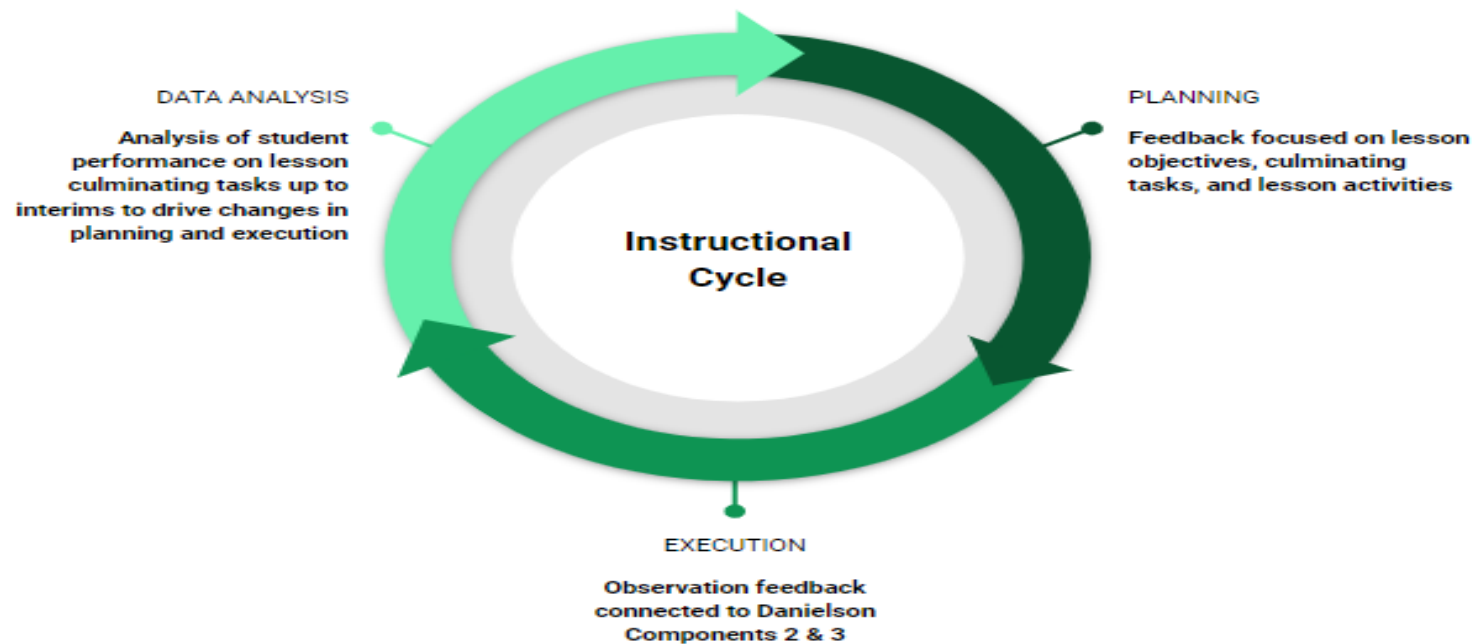 DATA ANALYSIS
Analysis of student
performance on lesson
culminating tasks up to
interims to drive changes in
planning and execution
PLANNING
Feedback focused on lesson
objectives, culminating
tasks, and lesson activities
Instructional
Cycle
EXECUTION
Observation feedback
connected to Danielson
Components 2 & 3